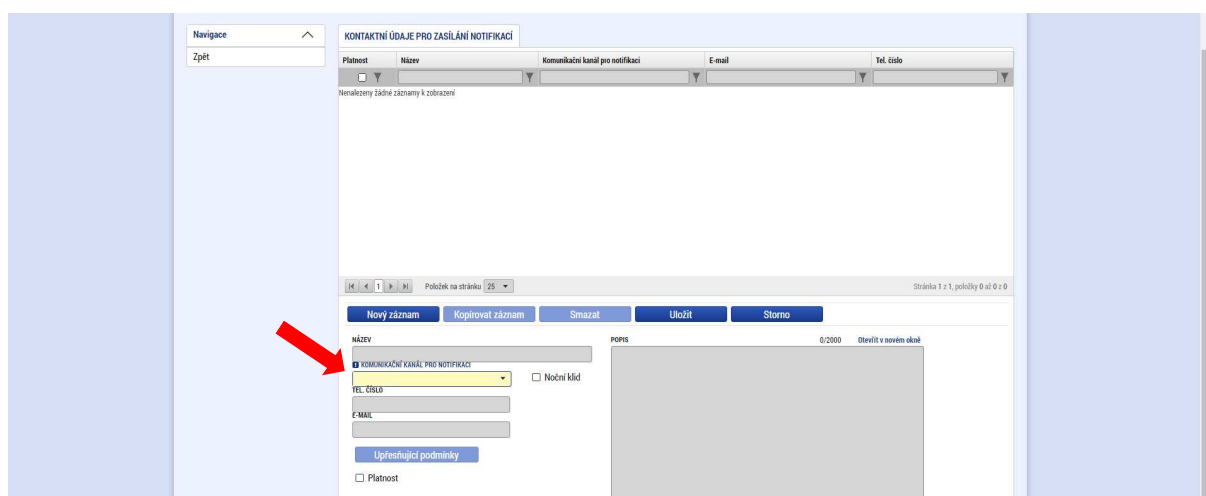 Navigace
Zpět
KONTAKTNÍ ÚDAJE PRO ZASÍLÁNÍ NOTIFIKACÍ
Platnost Název Komunikační kanál pro notifikaci E-mail Tel. číslo
Nenalezeny žádné záznamy k zobrazení
1 Položek na stránku 25 Stránka 1 z 1, položky 0 až 0 z 0
Nový záznam Kopírovat záznam Smazat Uložit Storno
NÁZEV POPIS 0/2000 Otevřít v novém okně
KOMUNIKAČNÍ KANÁL PRO NOTIFIKACI
Noční klid
TEL. ČÍSLO
E-MAIL
Upřesňující podmínky
Platnost